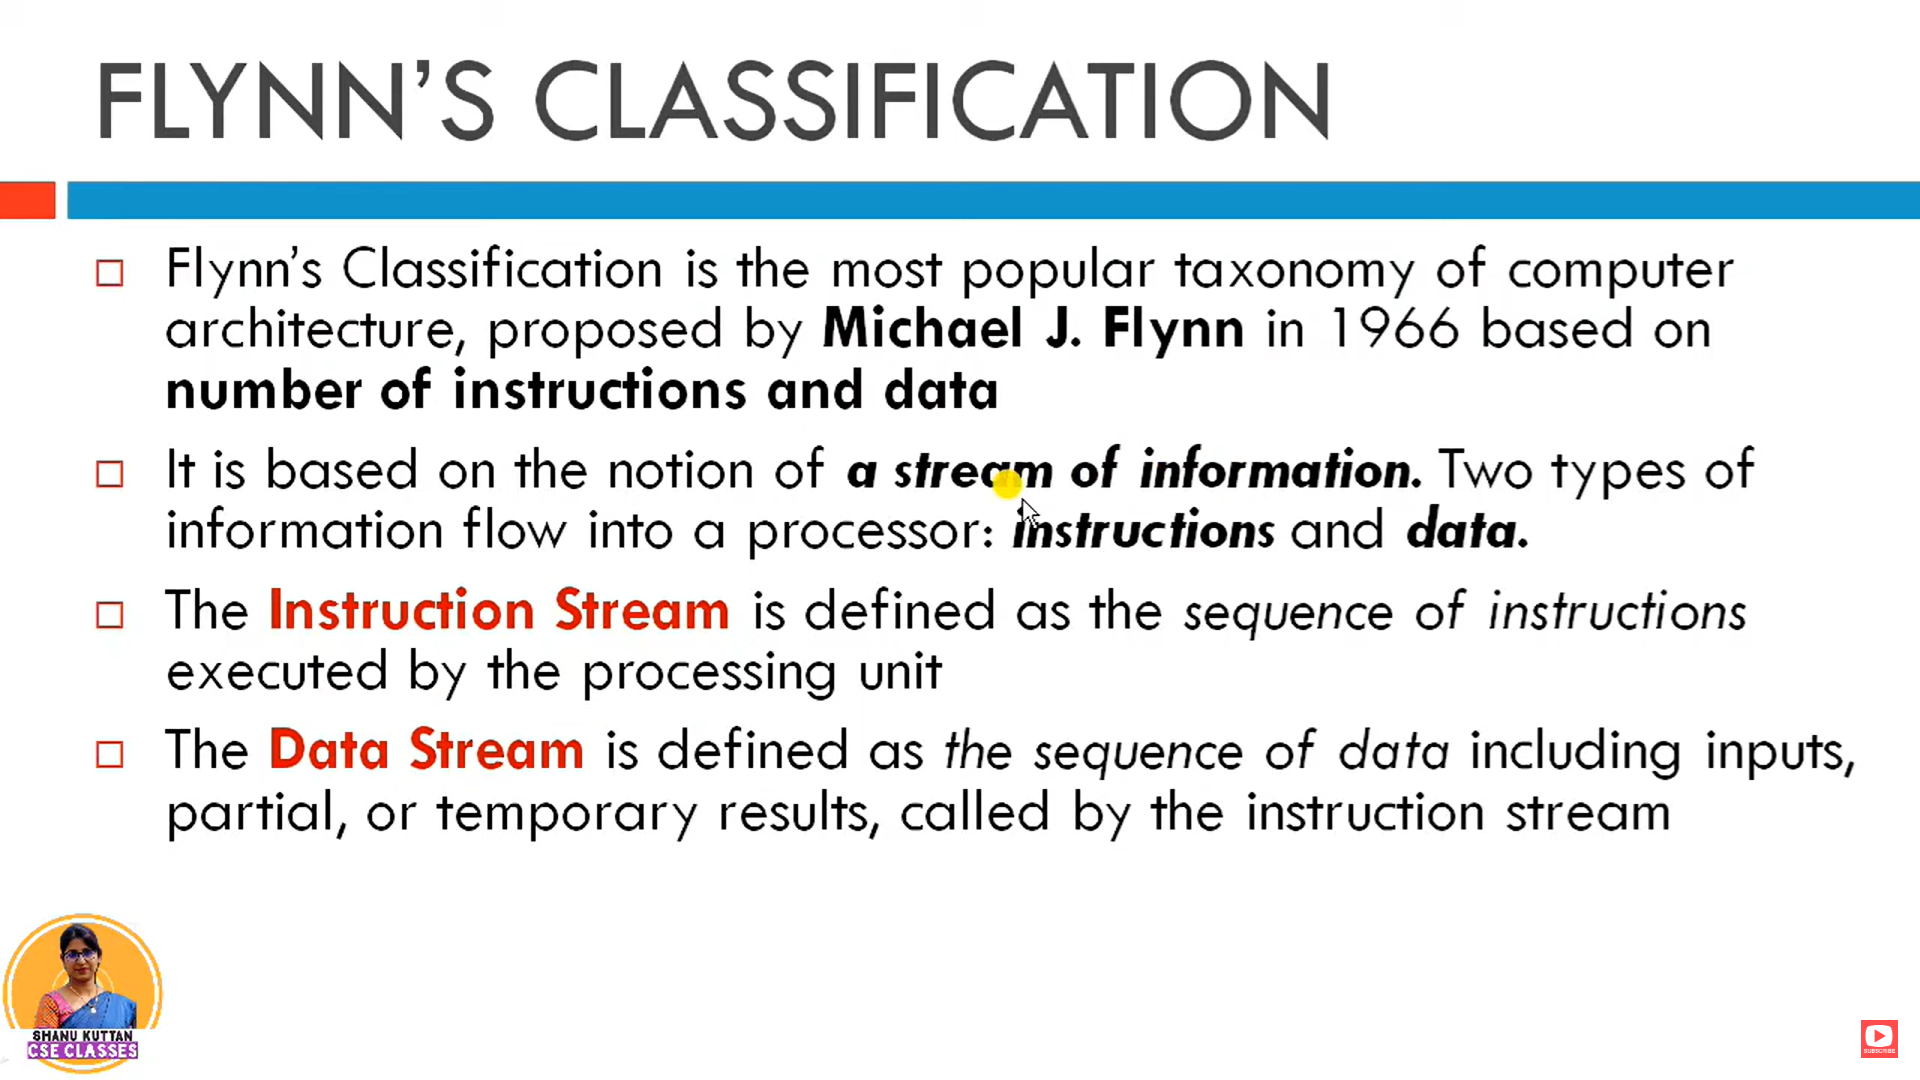 FLYNN’S CLASSIFICATION
Flynn’s Classification is the most popular taxonomy of computer
architecture, proposed by Michael J. Flynn in 1966 based on
number of instructions and data
It is based on the notion of a stream of information. Two types of
information flow into a processor: instructions and data.
The Instruction Stream is defined as the sequence of instructions
executed by the processing unit
The Data Stream is defined as the sequence of data including inputs,
partial, or temporary results, called by the instruction stream
SHANU KUTTAN
CSE CLASSES
SUBSCRIBE